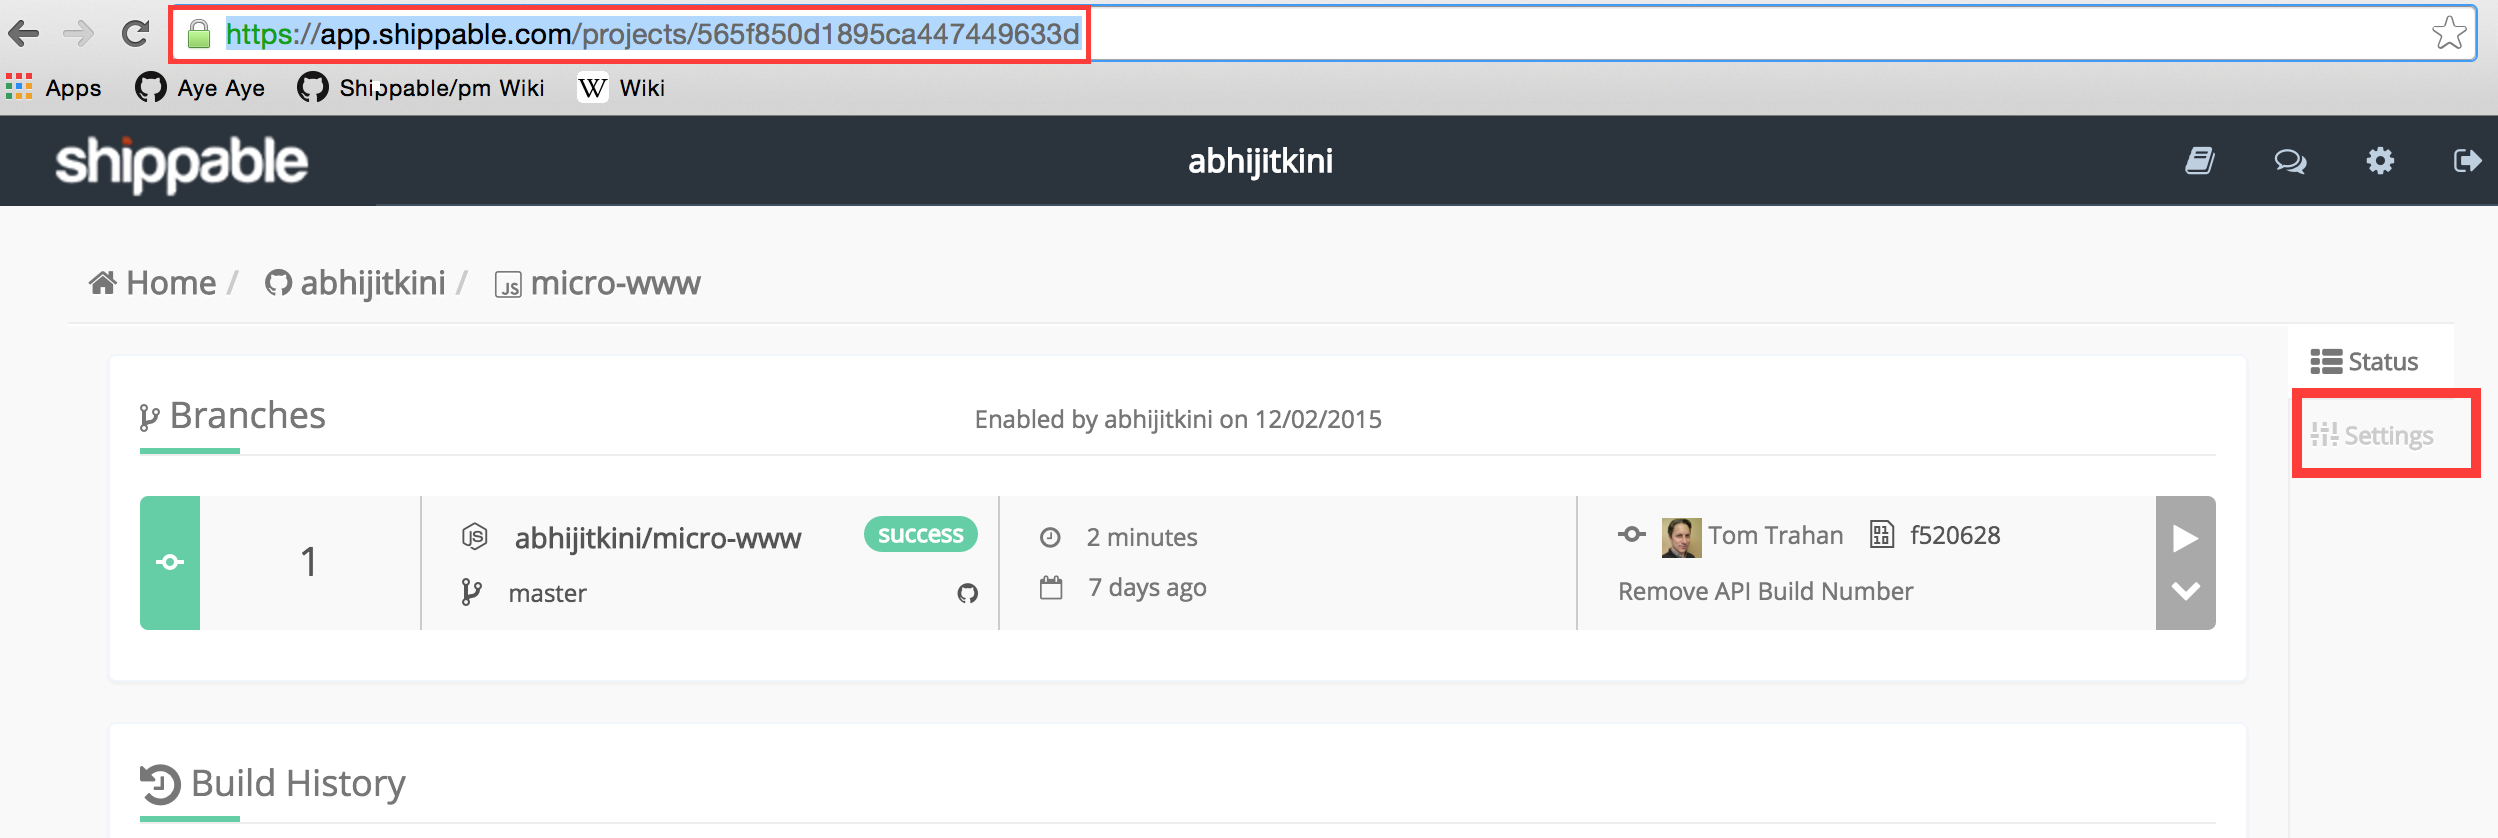 https://app.shippable.com/projects/565f850d1895ca447449633d
Apps Aye Aye Shippable/pm Wiki W Wiki
shippable abhijitkini
Home / abhijitkini / JS micro-www
Status
Settings
Branches Enabled by abhijitkini on 12/02/2015
1 abhijitkini/micro-www success 2 minutes Tom Trahan f520628
master 7 days ago Remove API Build Number
Build History